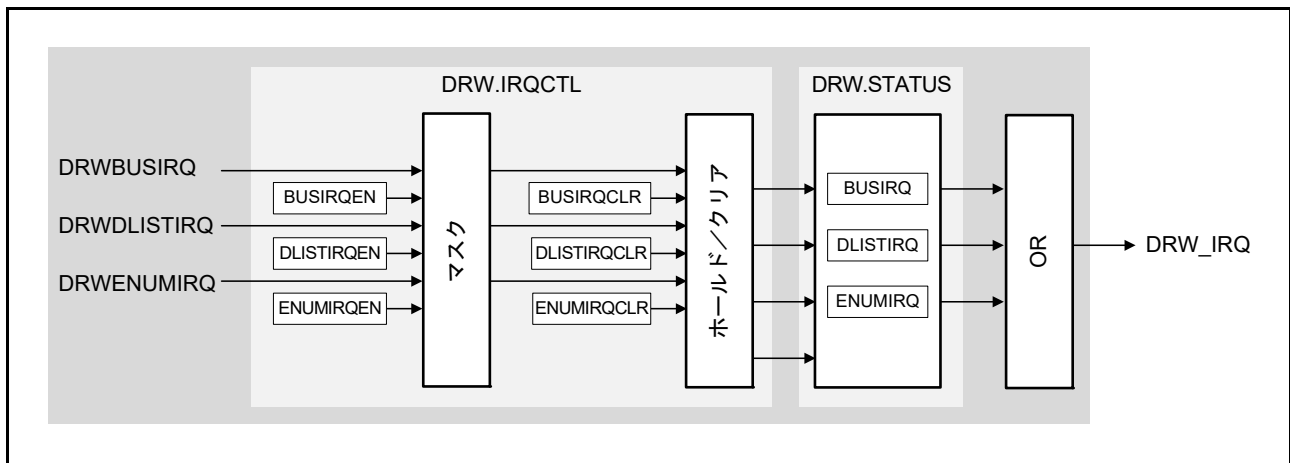 DRW.IRQCTL
DRW.STATUS
DRWBUSIRQ
BUSIRQEN
BUSIRQCLR
BUSIRQ
DRWDLISTIRQ
DLISTIRQEN
DLISTIRQCLR
DLISTIRQ
DRWENUMIRQ
ENUMIRQEN
ENUMIRQCLR
ENUMIRQ
マスク
ホールド／クリア
OR
DRW_IRQ